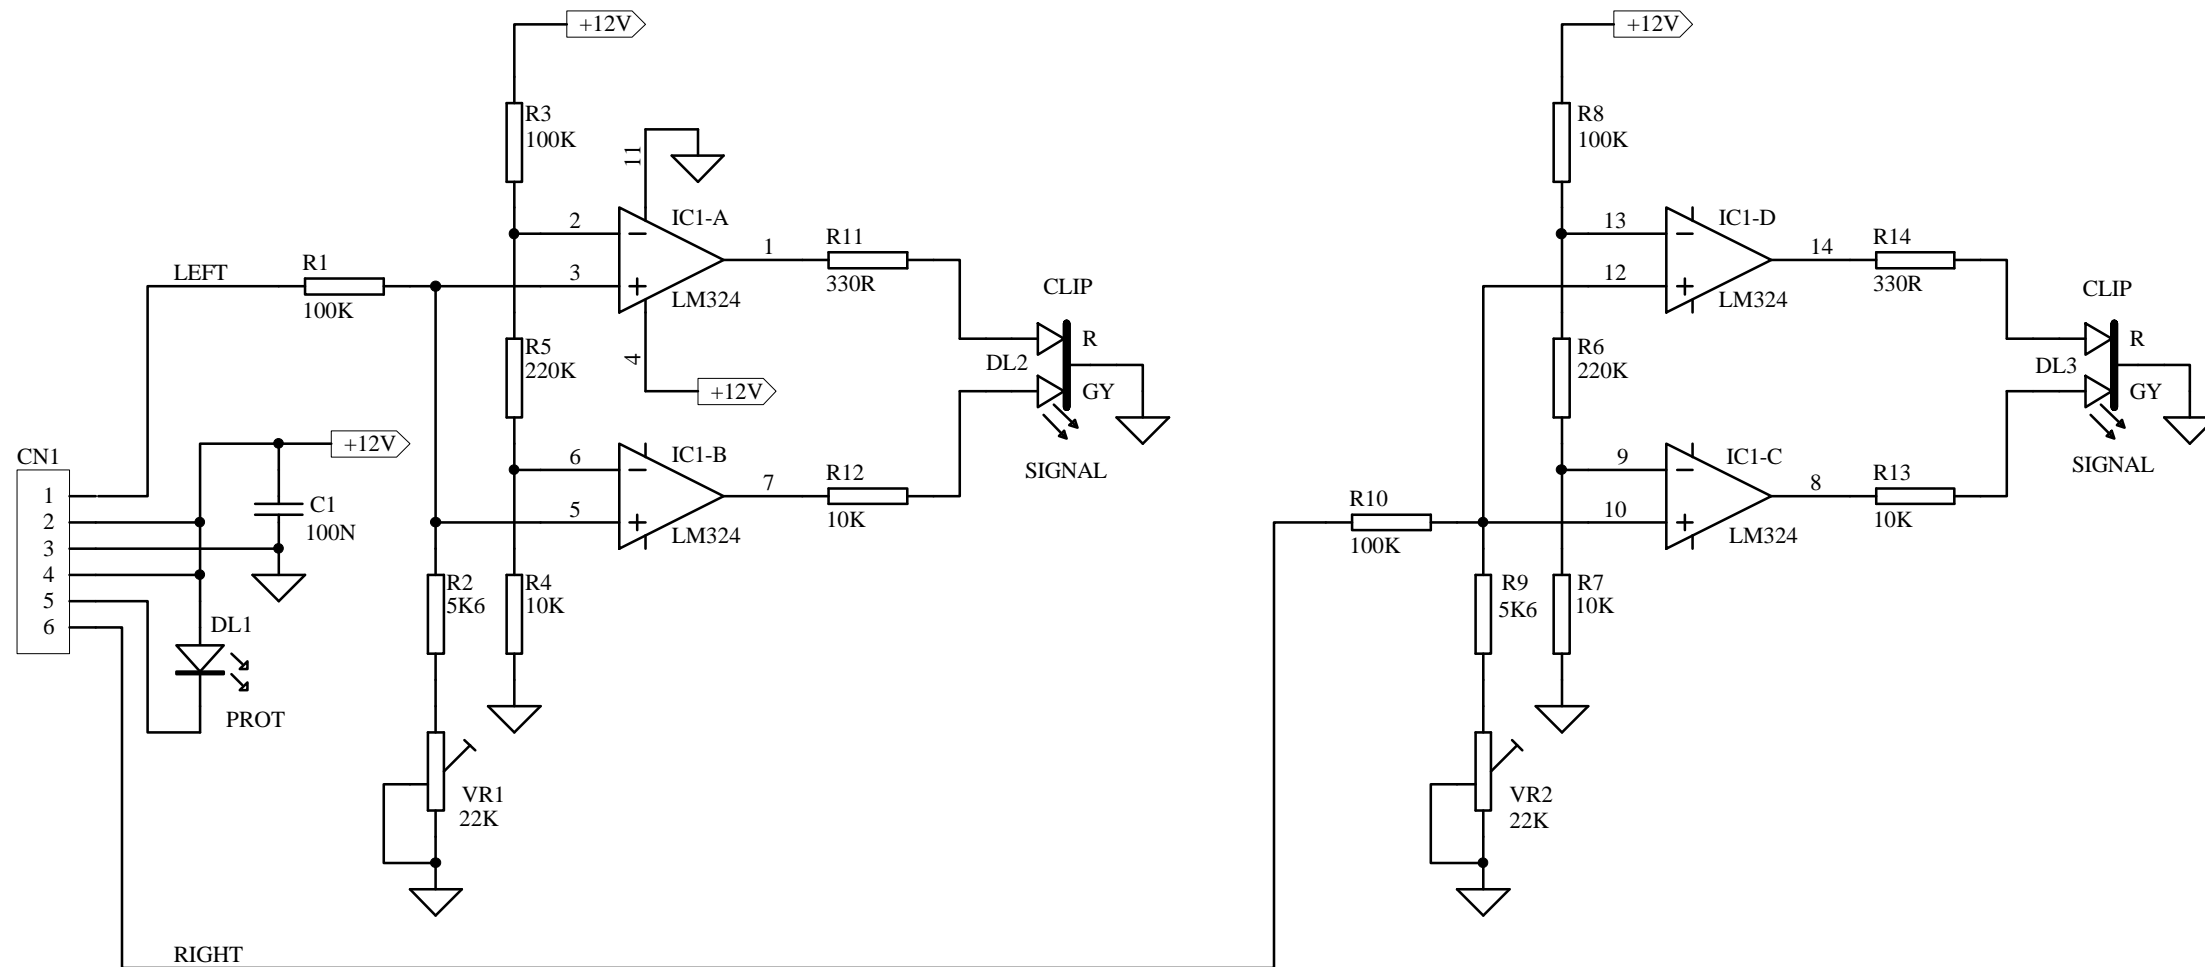 +12V
+12V
R3
100K
R8
100K
11
2
IC1-A
13
IC1-D
1
R11
330R
14
R14
330R
LEFT
R1
100K
3
LM324
12
LM324
CLIP
CLIP
R5
220K
4
+12V
DL2
R
GY
R6
220K
DL3
R
GY
+12V
CN1
1
2
3
4
5
6
C1
100N
6
IC1-B
7
R12
10K
SIGNAL
9
IC1-C
8
R13
10K
SIGNAL
5
LM324
R10
100K
10
LM324
R2
5K6
R4
10K
R9
5K6
R7
10K
DL1
PROT
VR1
22K
VR2
22K
RIGHT